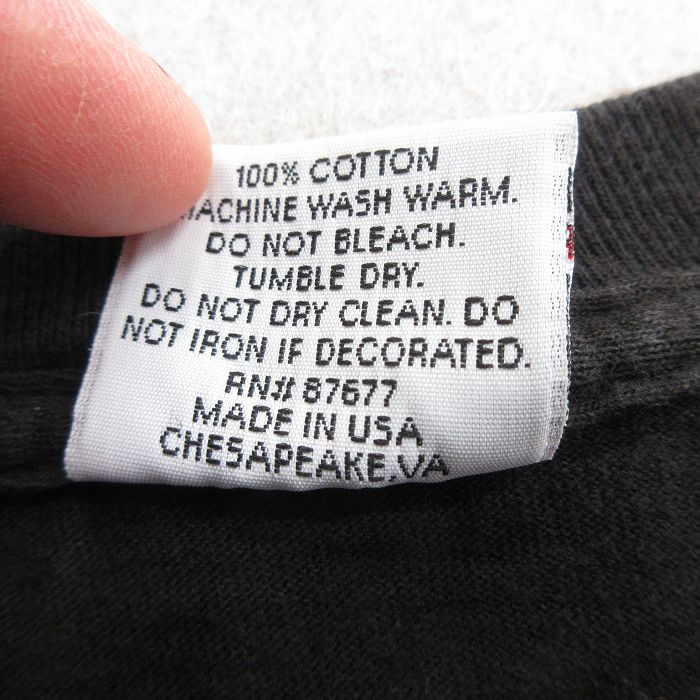 100% COTTON
MACHINE WASH WARM.
DO NOT BLEACH.
TUMBLE DRY.
DO NOT DRY CLEAN. DO
NOT IRON IF DECORATED.
RN# 87677
MADE IN USA
CHESAPEAKE, VA